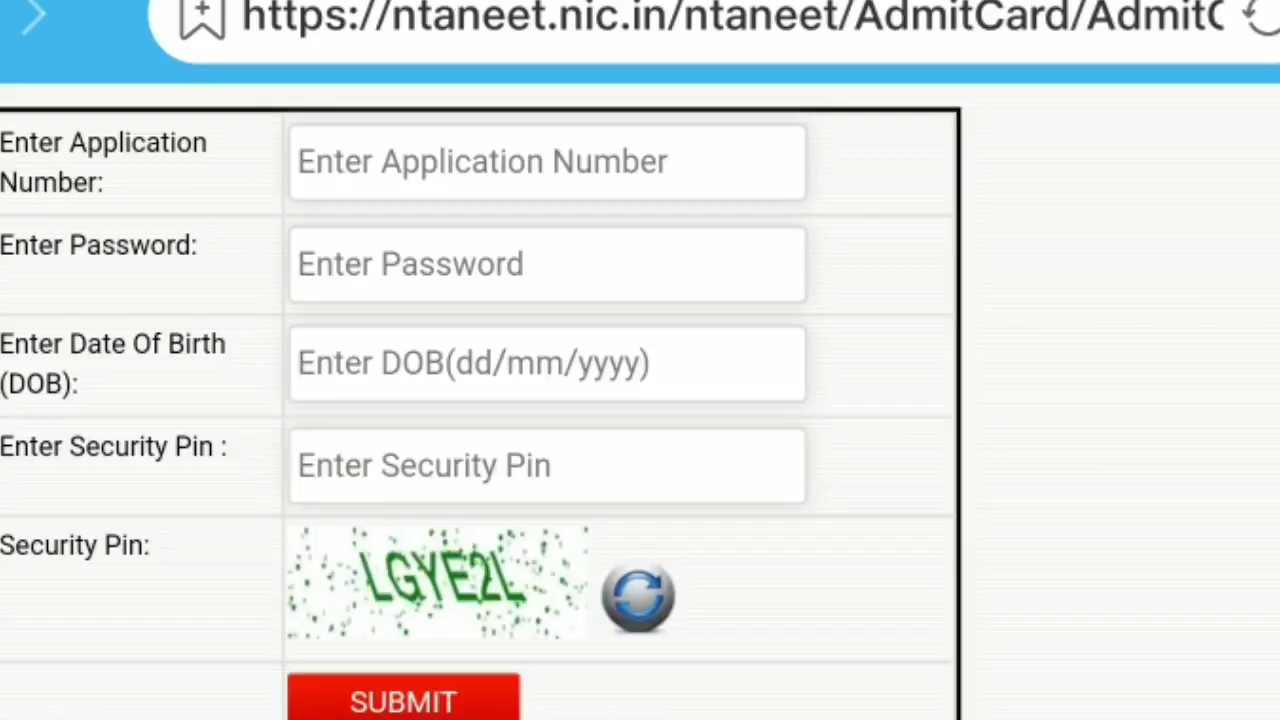 https://ntaneet.nic.in/ntaneet/AdmitCard/Admit
Enter Application
Number:
Enter Application Number
Enter Password:
Enter Password
Enter Date Of Birth
(DOB):
Enter DOB(dd/mm/yyyy)
Enter Security Pin :
Enter Security Pin
Security Pin:
LGYE2L
SUBMIT